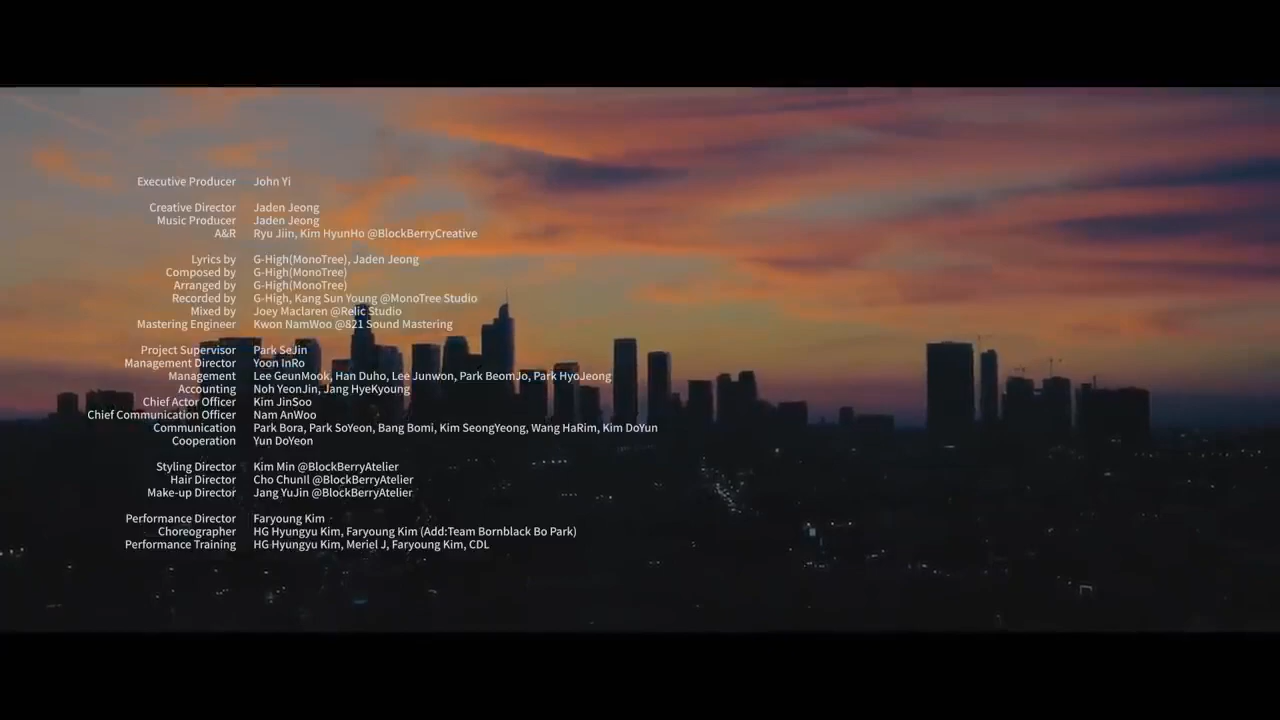 Executive Producer John Yi
Creative Director Jaden Jeong
Music Producer Jaden Jeong
A&R Ryu Jiin, Kim HyunHo @BlockBerryCreative
Lyrics by G-High(MonoTree), Jaden Jeong
Composed by G-High(MonoTree)
Arranged by G-High(MonoTree)
Recorded by G-High, Kang Sun Young @MonoTree Studio
Mixed by Joey Maclaren @Relic Studio
Mastering Engineer Kwon NamWoo @821 Sound Mastering
Project Supervisor Park SeJin
Management Director Yoon InRo
Management Lee GeunMook, Han Duho, Lee Junwon, Park BeomJo, Park HyoJeong
Accounting Noh YeonJin, Jang HyeKyoung
Chief Actor Officer Kim JinSoo
Chief Communication Officer Nam AnWoo
Communication Park Bora, Park SoYeon, Bang Bomi, Kim SeongYeong, Wang HaRim, Kim DoYun
Cooperation Yun DoYeon
Styling Director Kim Min @BlockBerryAtelier
Hair Director Cho ChunIl @BlockBerryAtelier
Make-up Director Jang YuJin @BlockBerryAtelier
Performance Director Faryoung Kim
Choreographer HG Hyungyu Kim, Faryoung Kim (Add:Team Bornblack Bo Park)
Performance Training HG Hyungyu Kim, Meriel J, Faryoung Kim, CDL